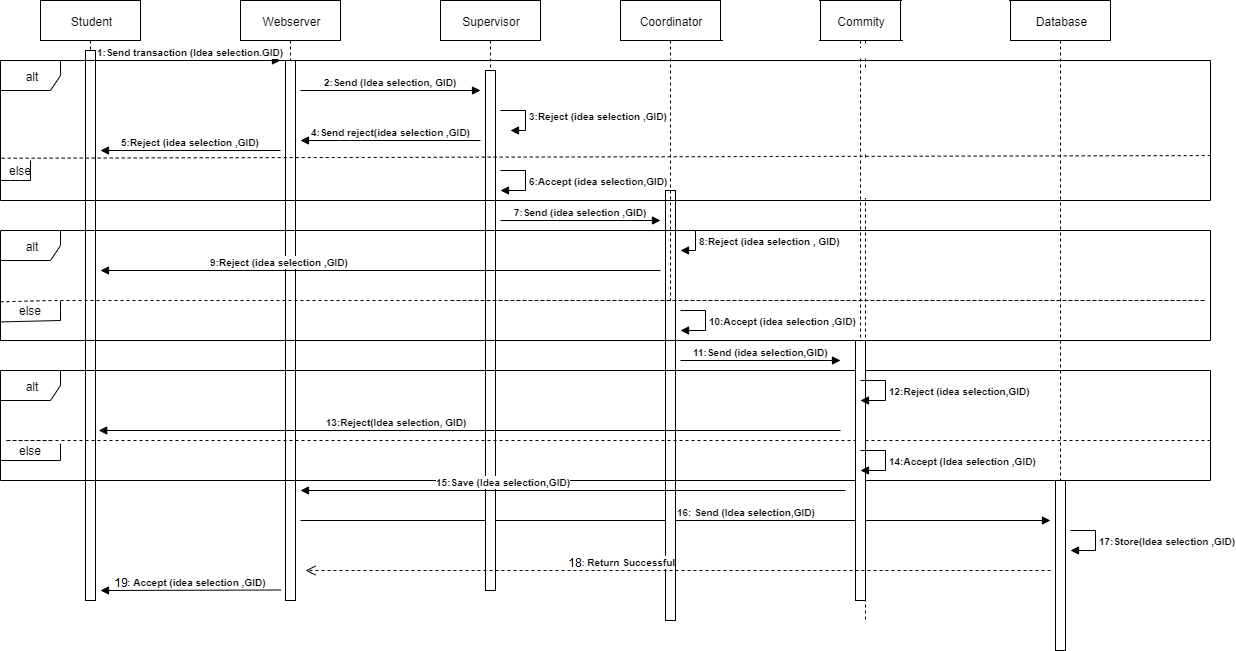 Student
Webserver
Supervisor
Coordinator
Commity
Database
1:Send transaction (Idea selection.GID)
alt
2:Send (Idea selection, GID)
3:Reject (idea selection ,GID)
4:Send reject(idea selection ,GID)
5:Reject (idea selection ,GID)
else
6:Accept (idea selection,GID)
7:Send (idea selection ,GID)
alt
8:Reject (idea selection , GID)
9:Reject (idea selection ,GID)
else
10:Accept (idea selection ,GID)
11:Send (idea selection,GID)
alt
12:Reject (idea selection,GID)
13:Reject(Idea selection, GID)
else
14:Accept (Idea selection ,GID)
15:Save (Idea selection,GID)
16: Send (Idea selection,GID)
17:Store(Idea selection ,GID)
18: Return Successful
19: Accept (idea selection ,GID)